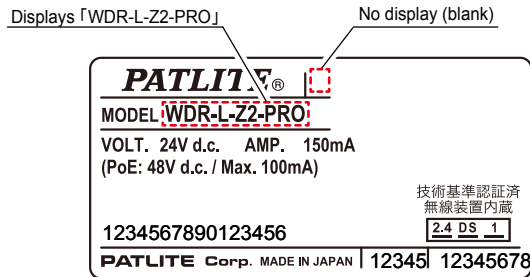 Displays ｢WDR-L-Z2-PRO｣
No display (blank)
PATLITE®
MODEL WDR-L-Z2-PRO
VOLT. 24V d.c. AMP. 150mA
(PoE: 48V d.c. / Max. 100mA)
技術基準認証済
無線装置内蔵
2.4 DS 1
1234567890123456
PATLITE Corp. MADE IN JAPAN 12345 12345678